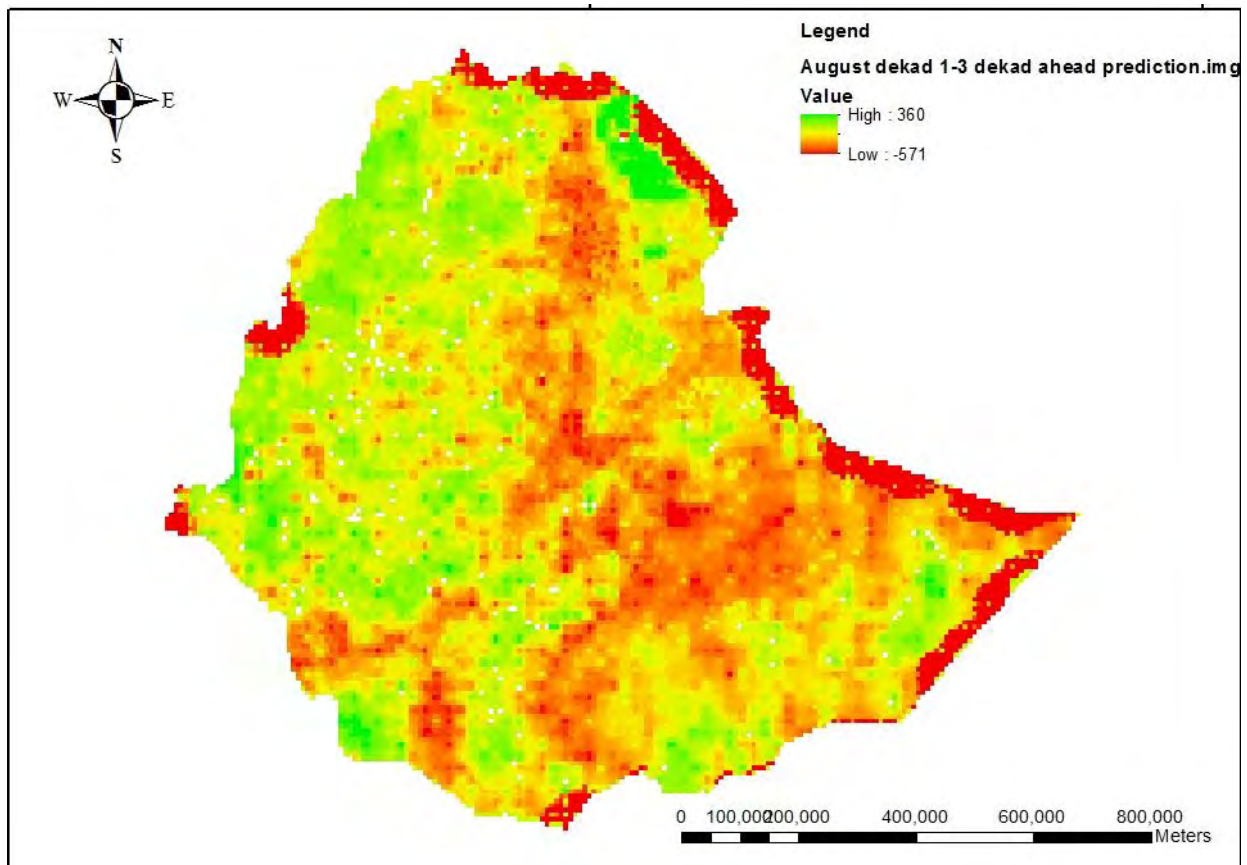 N
W E
S
Legend
August dekad 1-3 dekad ahead prediction.img
Value
High : 360
Low : -571
0 100,000 200,000 400,000 600,000 800,000
Meters